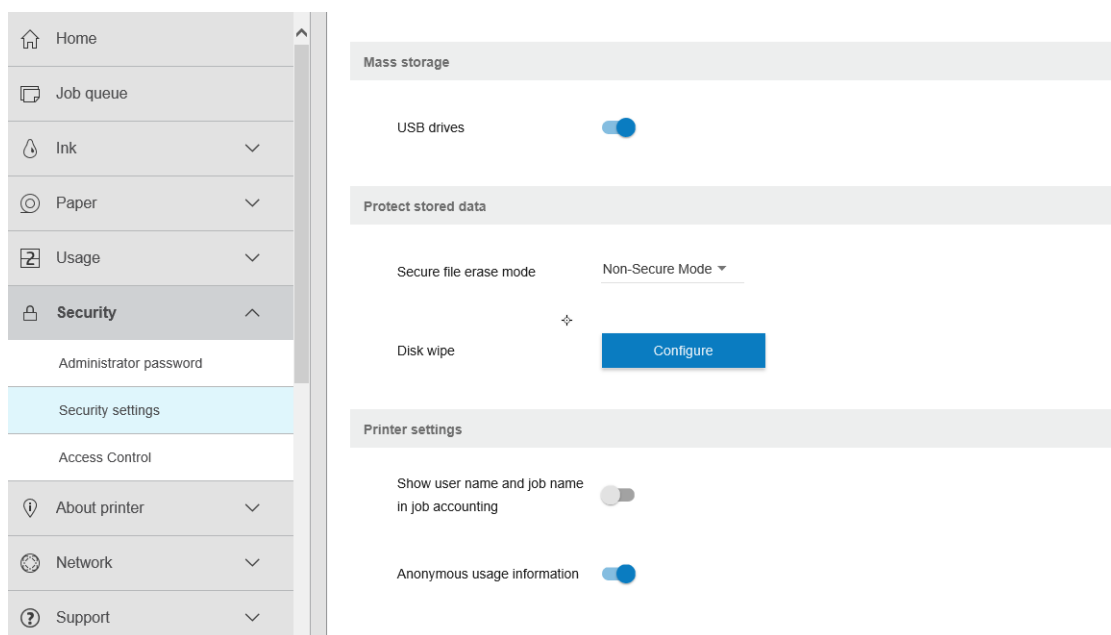 Home
Job queue
Ink
Paper
Usage
Security
Administrator password
Security settings
Access Control
About printer
Network
Support
Mass storage
USB drives
Protect stored data
Secure file erase mode
Non-Secure Mode
Disk wipe
Configure
Printer settings
Show user name and job name
in job accounting
Anonymous usage information